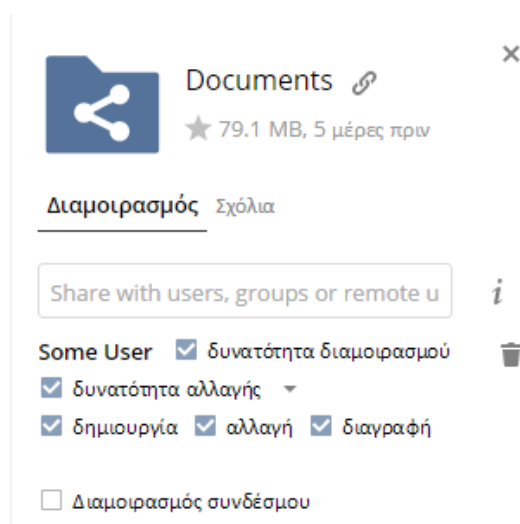 Documents
79.1 MB, 5 μέρες πριν
Διαμοιρασμός Σχόλια
Share with users, groups or remote u
i
Some User δυνατότητα διαμοιρασμού
δυνατότητα αλλαγής
δημιουργία αλλαγή διαγραφή
Διαμοιρασμός συνδέσμου